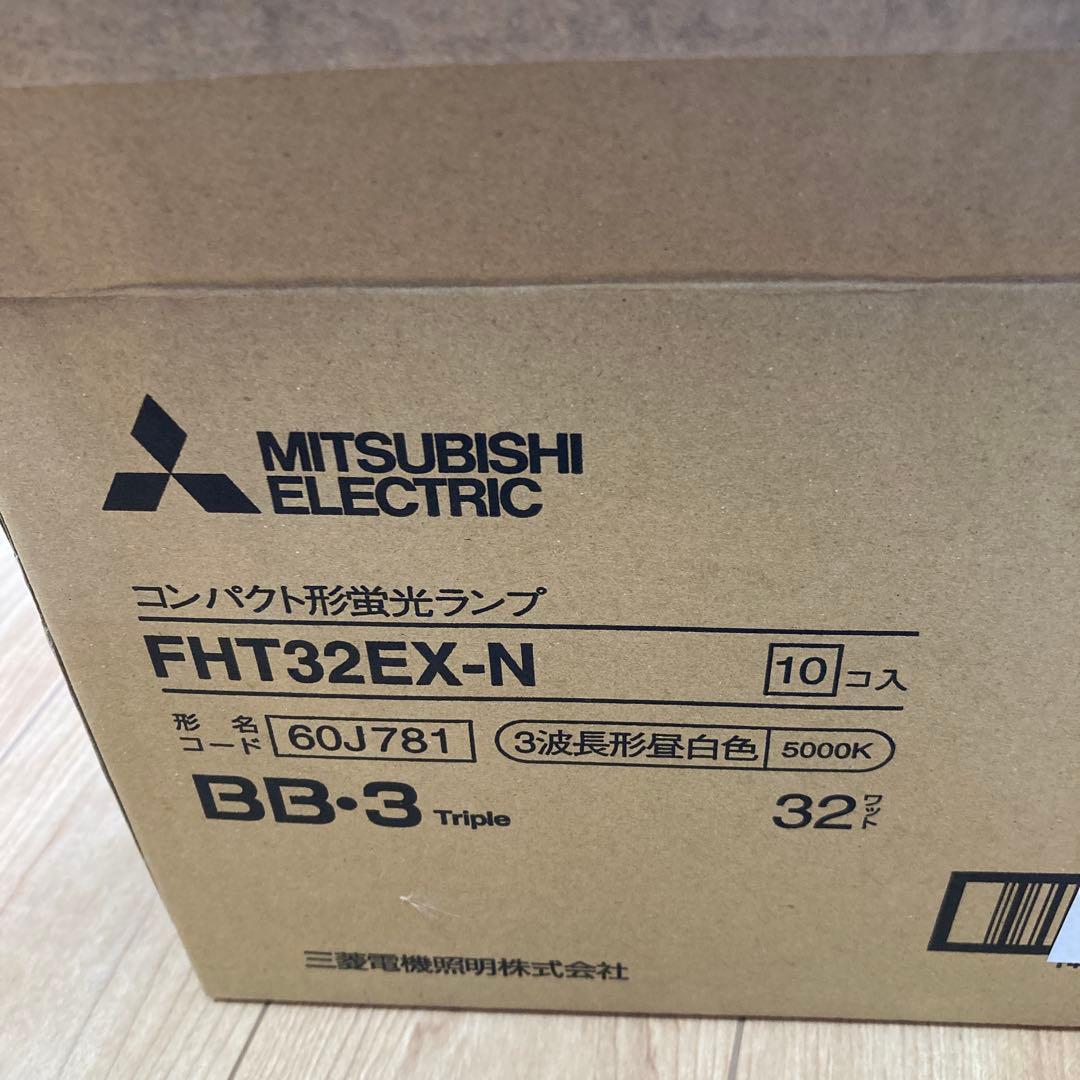 MITSUBISHI
ELECTRIC
コンパクト形蛍光ランプ
FHT32EX-N 10コ入
形名コード 60J781 3波長形昼白色 5000K
BB・3 Triple 32ワット
三菱電機照明株式会社